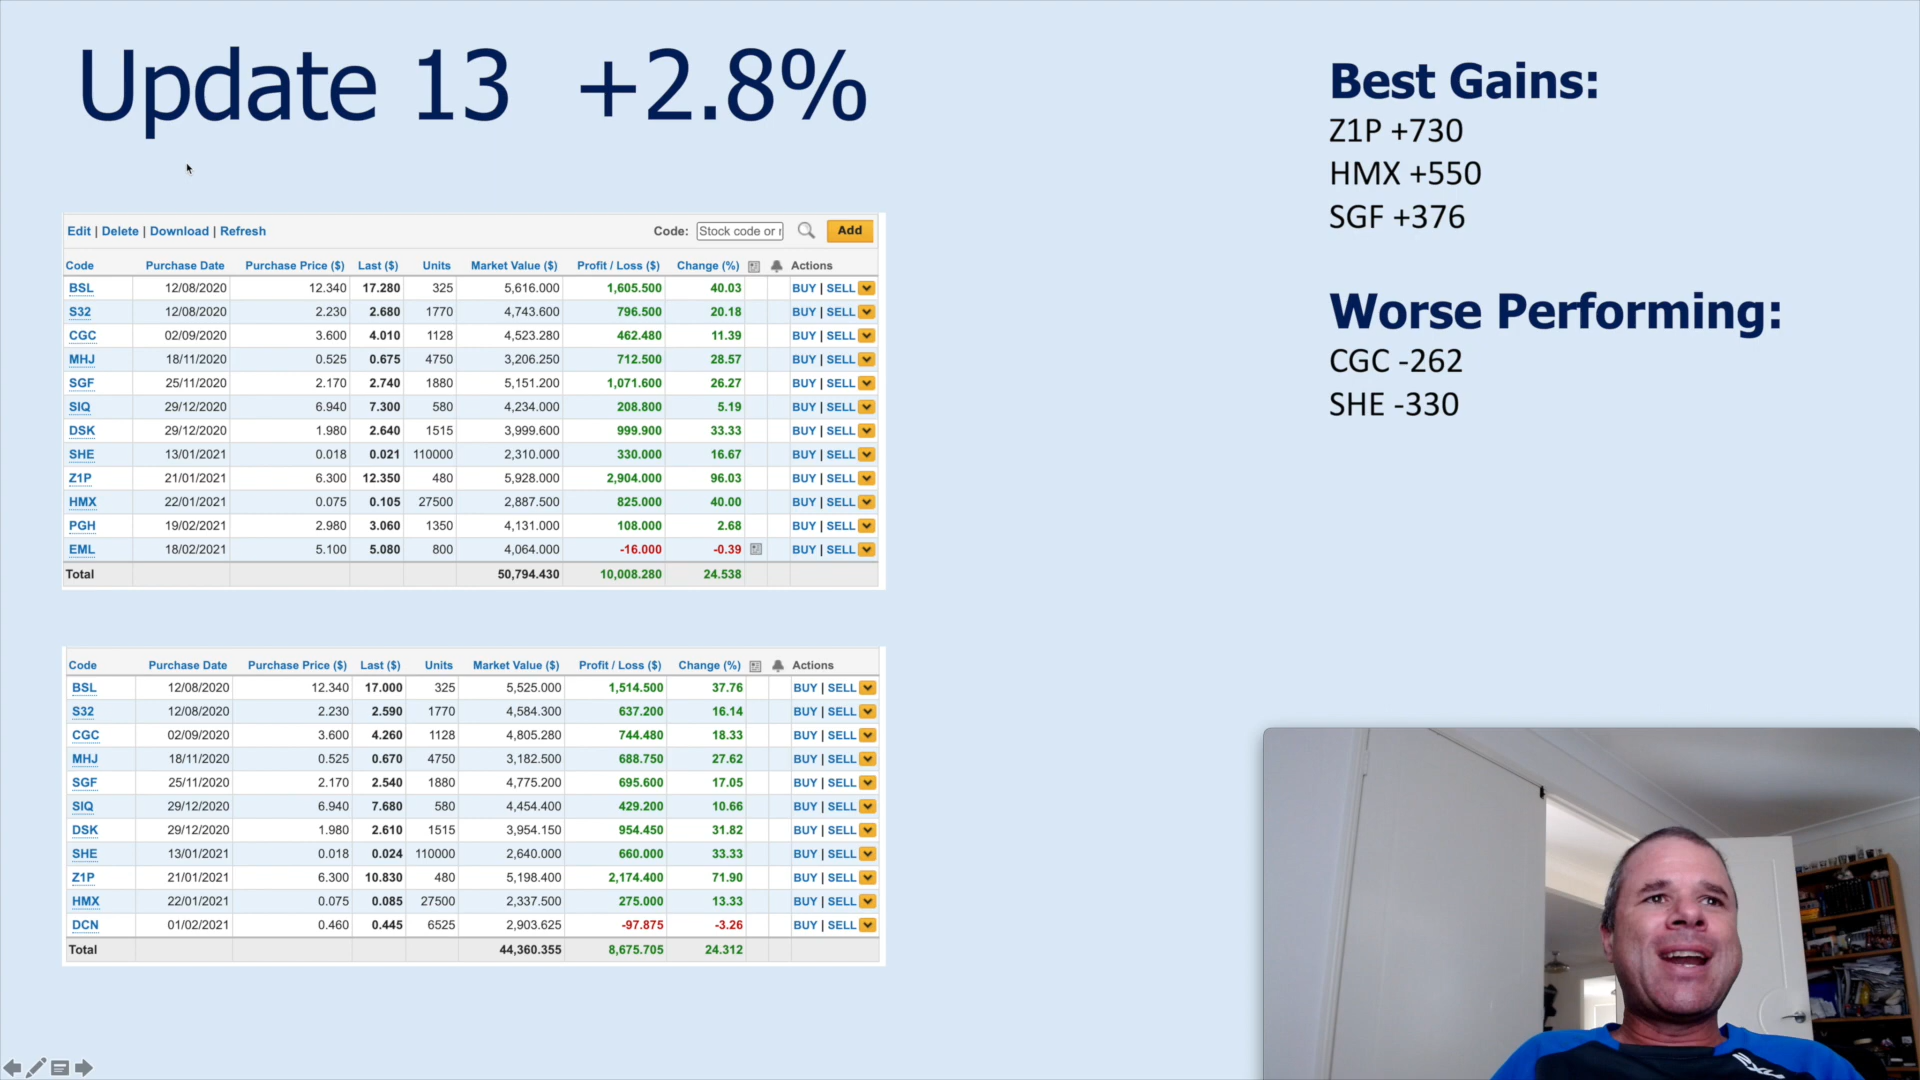 Update 13 +2.8%
Edit | Delete | Download | Refresh Code: Stock code or r Add
Code Purchase Date Purchase Price ($) Last ($) Units Market Value ($) Profit / Loss ($) Change (%) Actions
BSL 12/08/2020 12.340 17.280 325 5,616.000 1,605.500 40.03 BUY | SELL
S32 12/08/2020 2.230 2.680 1770 4,743.600 796.500 20.18 BUY | SELL
CGC 02/09/2020 3.600 4.010 1128 4,523.280 462.480 11.39 BUY | SELL
MHJ 18/11/2020 0.525 0.675 4750 3,206.250 712.500 28.57 BUY | SELL
SGF 25/11/2020 2.170 2.740 1880 5,151.200 1,071.600 26.27 BUY | SELL
SIQ 29/12/2020 6.940 7.300 580 4,234.000 208.800 5.19 BUY | SELL
DSK 29/12/2020 1.980 2.640 1515 3,999.600 999.900 33.33 BUY | SELL
SHE 13/01/2021 0.018 0.021 110000 2,310.000 330.000 16.67 BUY | SELL
Z1P 21/01/2021 6.300 12.350 480 5,928.000 2,904.000 96.03 BUY | SELL
HMX 22/01/2021 0.075 0.105 27500 2,887.500 825.000 40.00 BUY | SELL
PGH 19/02/2021 2.980 3.060 1350 4,131.000 108.000 2.68 BUY | SELL
EML 18/02/2021 5.100 5.080 800 4,064.000 -16.000 -0.39 BUY | SELL
Total 50,794.430 10,008.280 24.538
Code Purchase Date Purchase Price ($) Last ($) Units Market Value ($) Profit / Loss ($) Change (%) Actions
BSL 12/08/2020 12.340 17.000 325 5,525.000 1,514.500 37.76 BUY | SELL
S32 12/08/2020 2.230 2.590 1770 4,584.300 637.200 16.14 BUY | SELL
CGC 02/09/2020 3.600 4.260 1128 4,805.280 744.480 18.33 BUY | SELL
MHJ 18/11/2020 0.525 0.670 4750 3,182.500 688.750 27.62 BUY | SELL
SGF 25/11/2020 2.170 2.540 1880 4,775.200 695.600 17.05 BUY | SELL
SIQ 29/12/2020 6.940 7.680 580 4,454.400 429.200 10.66 BUY | SELL
DSK 29/12/2020 1.980 2.610 1515 3,954.150 954.450 31.82 BUY | SELL
SHE 13/01/2021 0.018 0.024 110000 2,640.000 660.000 33.33 BUY | SELL
Z1P 21/01/2021 6.300 10.830 480 5,198.400 2,174.400 71.90 BUY | SELL
HMX 22/01/2021 0.075 0.085 27500 2,337.500 275.000 13.33 BUY | SELL
DCN 01/02/2021 0.460 0.445 6525 2,903.625 -97.875 -3.26 BUY | SELL
Total 44,360.355 8,675.705 24.312
Best Gains:
Z1P +730
HMX +550
SGF +376
Worse Performing:
CGC -262
SHE -330
2XU